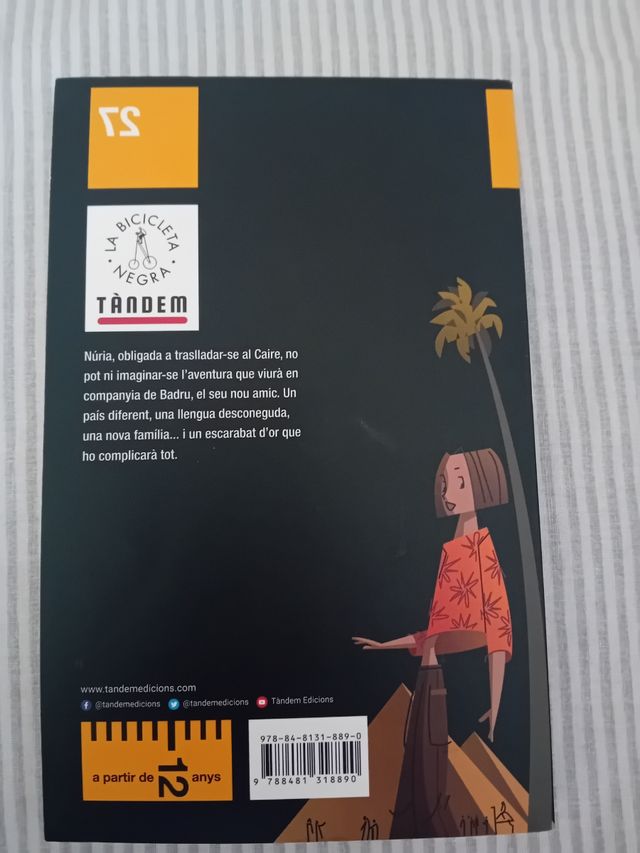 27
LA BICICLETA
NEGRA
TÀNDEM
Núria, obligada a traslladar-se al Caire, no
pot ni imaginar-se l'aventura que viurà en
companyia de Badru, el seu nou amic. Un
país diferent, una llengua desconeguda,
una nova família... i un escarabat d'or que
ho complicarà tot.
www.tandemedicions.com
@tandemedicions @tandemedicions Tàndem Edicions
a partir de 12 anys
978-84-8131-889-0
9 788481 318890